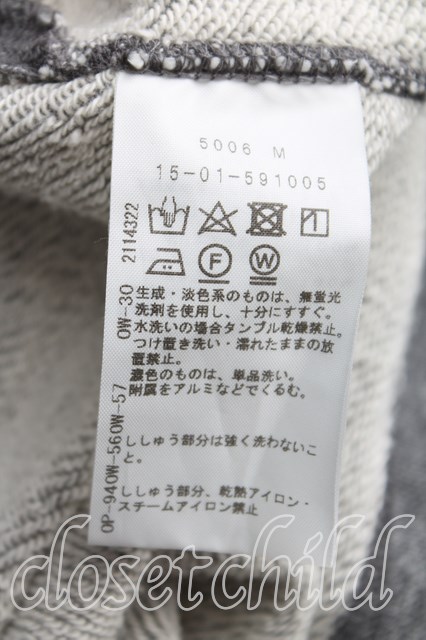 5006 M
15-01-591005
F
W
生成・淡色系のものは、無蛍光
洗剤を使用し、十分にすすぐ。
水洗いの場合タンブル乾燥禁止。
つけ置き洗い・濡れたままの放
置禁止。
濃色のものは、単品洗い。
附属をアルミなどでくるむ。
ししゅう部分は強く洗わないこ
と。
ししゅう部分、乾熱アイロン・
スチームアイロン禁止
0P-940W-560W-57
0W-30
2114322
closetchild